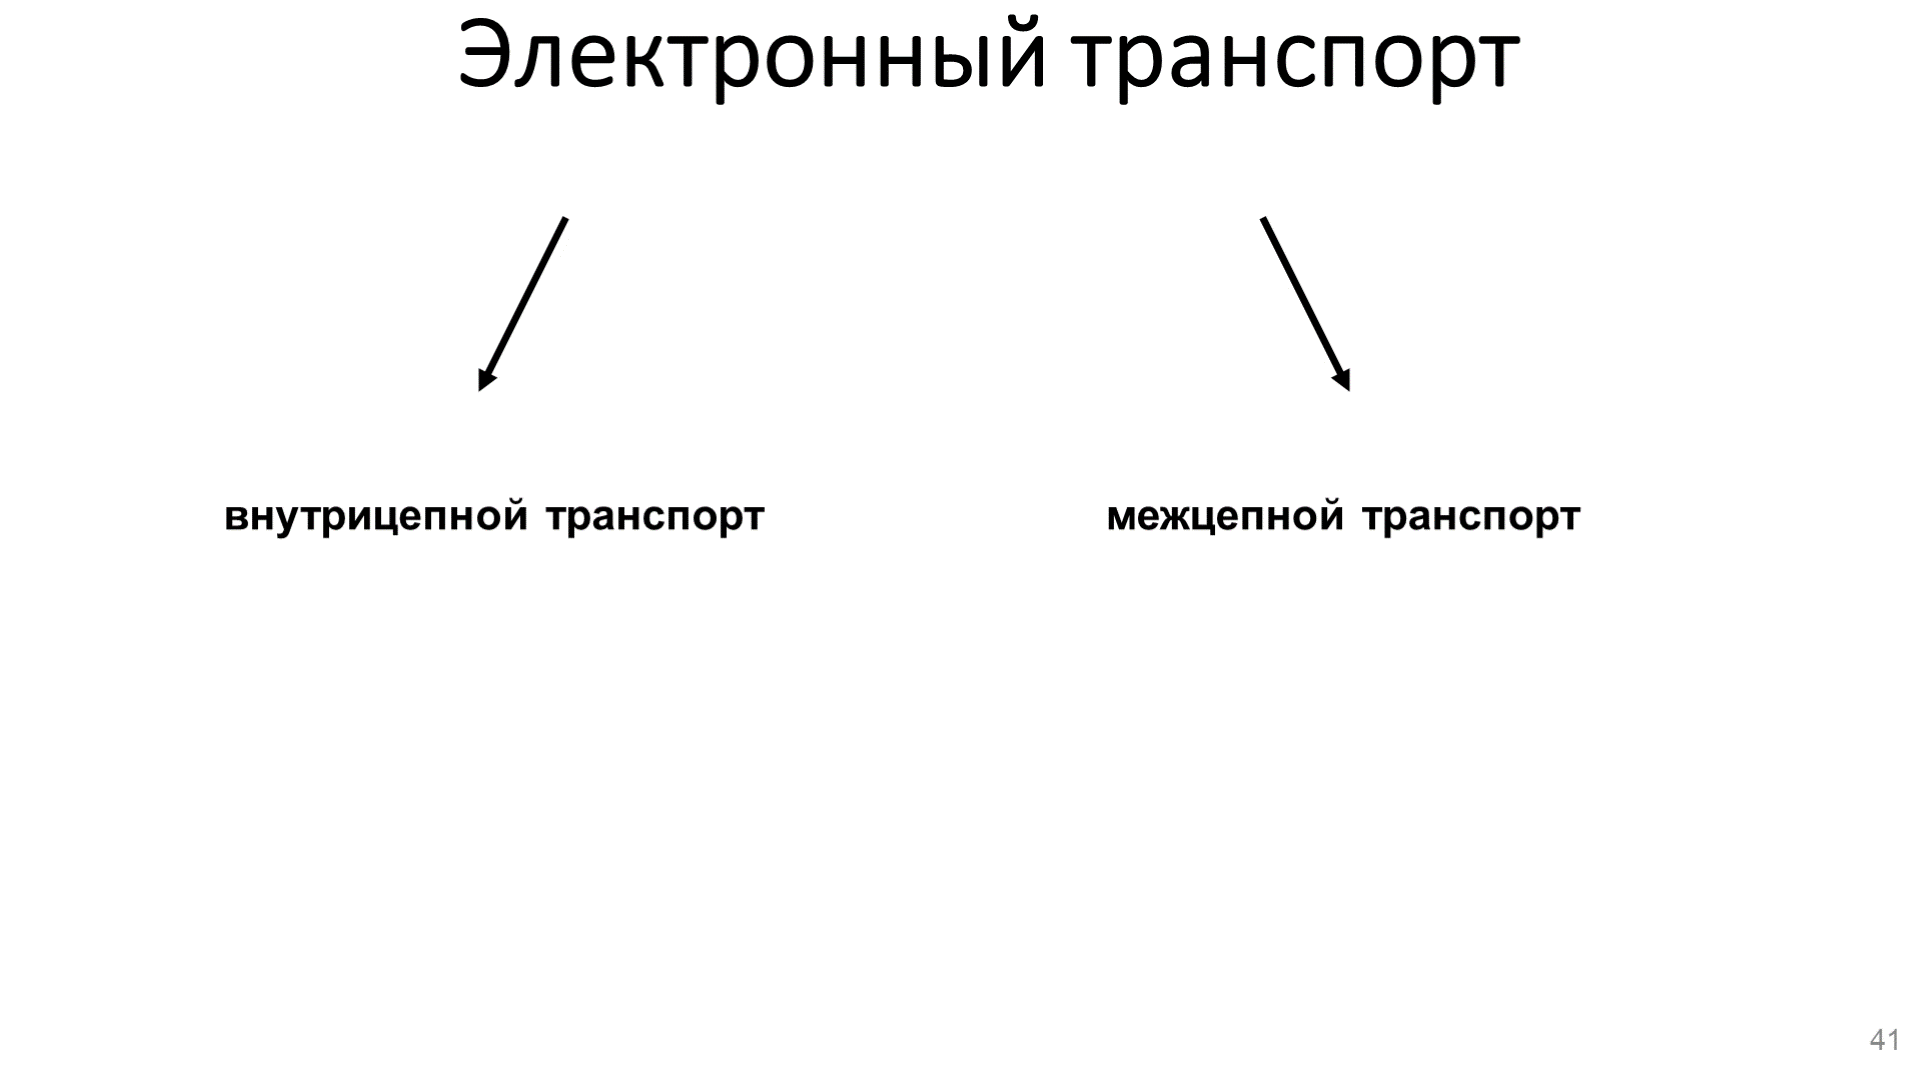 Электронный транспорт
внутрицепной транспорт
межцепной транспорт
41